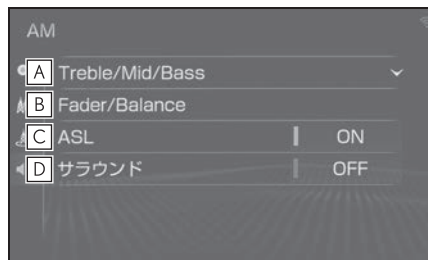 AM
A Treble/Mid/Bass
B Fader/Balance
C ASL ON
D サラウンド OFF